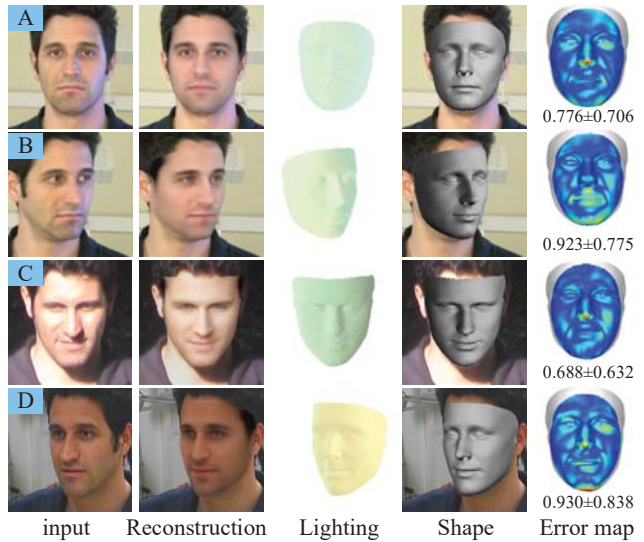 A
0.776±0.706
B
0.923±0.775
C
0.688±0.632
D
0.930±0.838
input Reconstruction Lighting Shape Error map